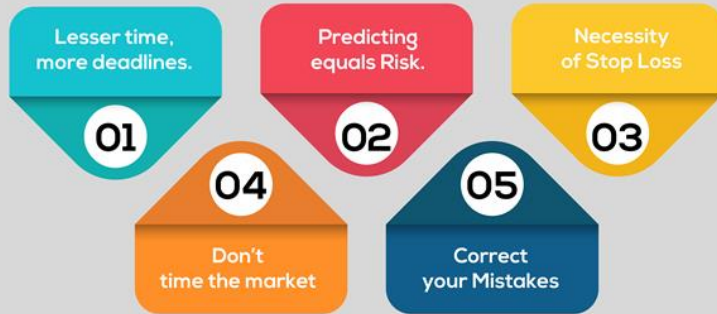 Lesser time,
more deadlines.
01
Predicting
equals Risk.
02
Necessity
of Stop Loss
03
04
Don't
time the market
05
Correct
your Mistakes